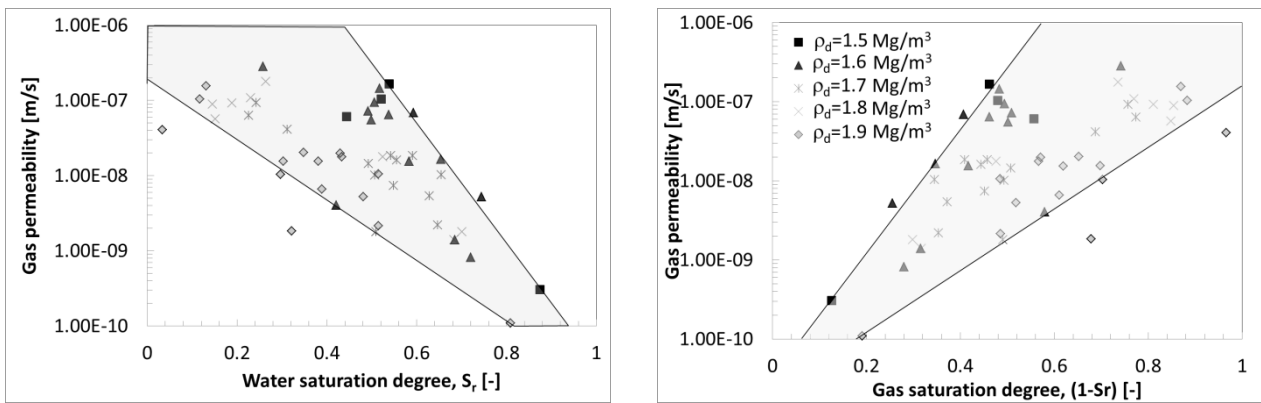 1.00E-06
1.00E-07
1.00E-08
1.00E-09
1.00E-10
Gas permeability [m/s]
0 0.2 0.4 0.6 0.8 1
Water saturation degree, Sᵣ [-]
1.00E-06
1.00E-07
1.00E-08
1.00E-09
1.00E-10
Gas permeability [m/s]
ρd=1.5 Mg/m³
ρd=1.6 Mg/m³
ρd=1.7 Mg/m³
ρd=1.8 Mg/m³
ρd=1.9 Mg/m³
0 0.2 0.4 0.6 0.8 1
Gas saturation degree, (1-Sr) [-]